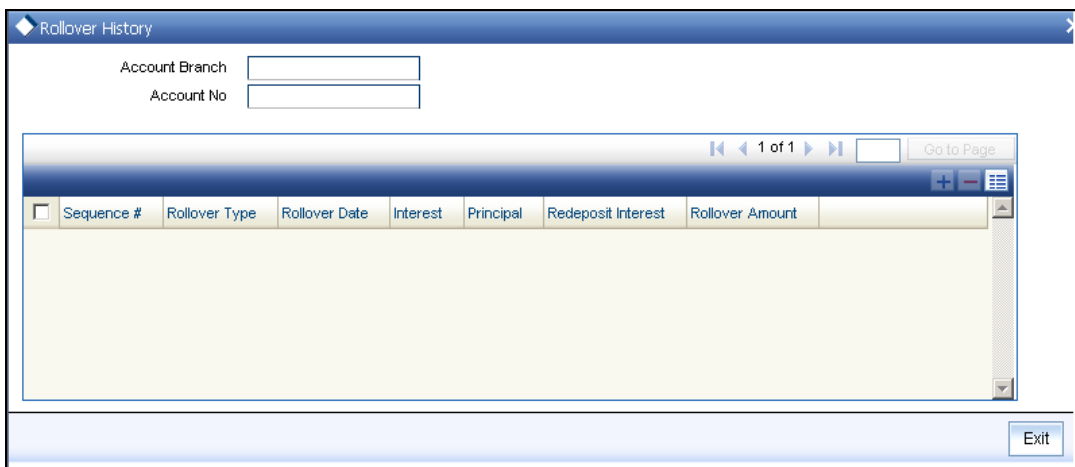 Rollover History
Account Branch
Account No
1 of 1 Go to Page
Sequence # Rollover Type Rollover Date Interest Principal Redeposit Interest Rollover Amount
Exit